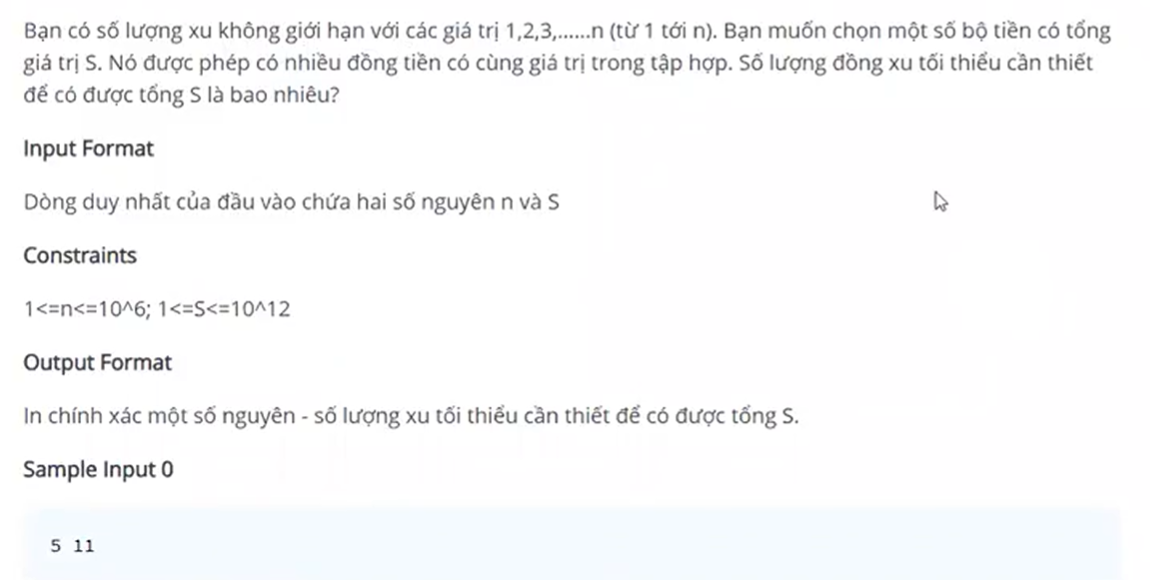 Bạn có số lượng xu không giới hạn với các giá trị 1,2,3,......n (từ 1 tới n). Bạn muốn chọn một số bộ tiền có tổng
giá trị S. Nó được phép có nhiều đồng tiền có cùng giá trị trong tập hợp. Số lượng đồng xu tối thiểu cần thiết
để có được tổng S là bao nhiêu?
Input Format
Dòng duy nhất của đầu vào chứa hai số nguyên n và S
Constraints
1<=n<=10^6; 1<=S<=10^12
Output Format
In chính xác một số nguyên - số lượng xu tối thiểu cần thiết để có được tổng S.
Sample Input 0
5 11